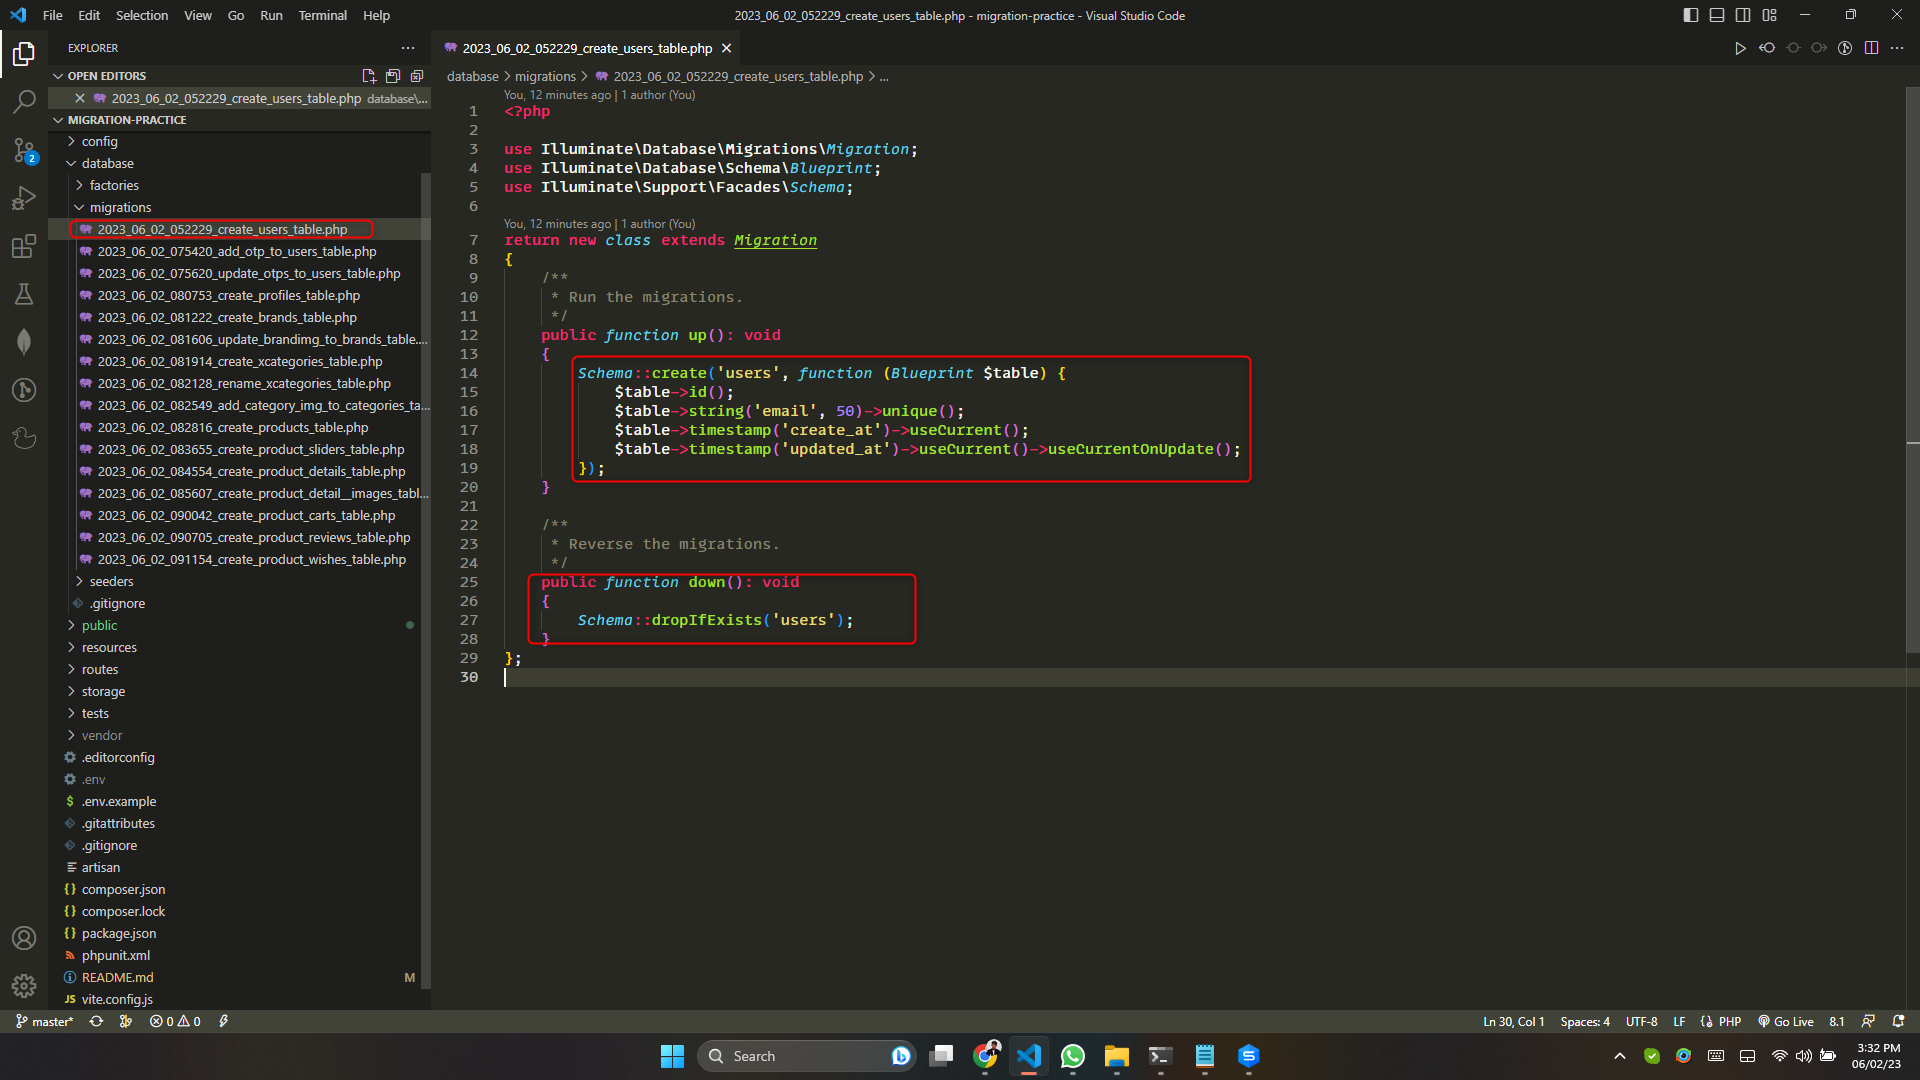 File Edit Selection View Go Run Terminal Help
2023_06_02_052229_create_users_table.php - migration-practice - Visual Studio Code
EXPLORER
OPEN EDITORS
2023_06_02_052229_create_users_table.php database\...
MIGRATION-PRACTICE
config
database
factories
migrations
2023_06_02_052229_create_users_table.php
2023_06_02_075420_add_otp_to_users_table.php
2023_06_02_075620_update_otps_to_users_table.php
2023_06_02_080753_create_profiles_table.php
2023_06_02_081222_create_brands_table.php
2023_06_02_081606_update_brandimg_to_brands_table....
2023_06_02_081914_create_xcategories_table.php
2023_06_02_082128_rename_xcategories_table.php
2023_06_02_082549_add_category_img_to_categories_ta...
2023_06_02_082816_create_products_table.php
2023_06_02_083655_create_product_sliders_table.php
2023_06_02_084554_create_product_details_table.php
2023_06_02_085607_create_product_detail__images_tabl...
2023_06_02_090042_create_product_carts_table.php
2023_06_02_090705_create_product_reviews_table.php
2023_06_02_091154_create_product_wishes_table.php
seeders
.gitignore
public
resources
routes
storage
tests
vendor
.editorconfig
.env
$ .env.example
.gitattributes
.gitignore
artisan
{} composer.json
{} composer.lock
{} package.json
phpunit.xml
README.md M
JS vite.config.js
2
2023_06_02_052229_create_users_table.php
database > migrations > 2023_06_02_052229_create_users_table.php > ...
You, 12 minutes ago | 1 author (You)
1 <?php
2
3 use Illuminate\Database\Migrations\Migration;
4 use Illuminate\Database\Schema\Blueprint;
5 use Illuminate\Support\Facades\Schema;
6
You, 12 minutes ago | 1 author (You)
7 return new class extends Migration
8 {
9 /**
10 * Run the migrations.
11 */
12 public function up(): void
13 {
14 Schema::create('users', function (Blueprint $table) {
15 $table->id();
16 $table->string('email', 50)->unique();
17 $table->timestamp('create_at')->useCurrent();
18 $table->timestamp('updated_at')->useCurrent()->useCurrentOnUpdate();
19 });
20 }
21
22 /**
23 * Reverse the migrations.
24 */
25 public function down(): void
26 {
27 Schema::dropIfExists('users');
28 }
29 };
30
master* 0 0
Ln 30, Col 1 Spaces: 4 UTF-8 LF {} PHP Go Live 8.1
Search
3:32 PM
06/02/23